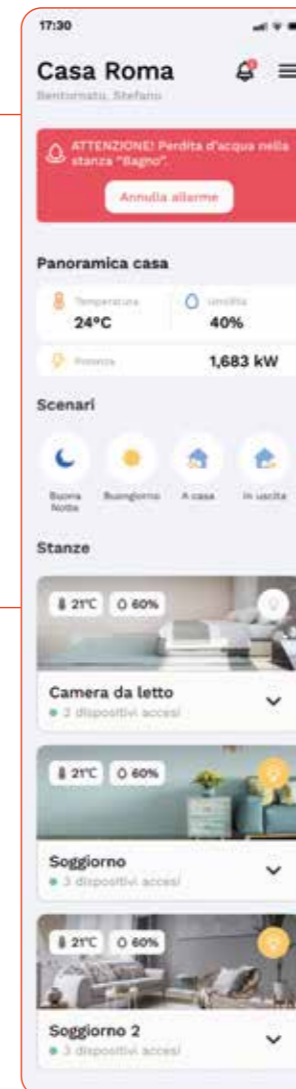 17:30
Casa Roma
Bentornato, Stefano
ATTENZIONE! Perdita d'acqua nella
stanza "Bagno".
Annulla allarme
Panoramica casa
Temperatura
24°C
Umidità
40%
Potenza
1,683 kW
Scenari
Buona
Notte
Buongiorno
A casa
In uscita
Stanze
21°C
60%
Camera da letto
3 dispositivi accesi
21°C
60%
Soggiorno
3 dispositivi accesi
21°C
60%
Soggiorno 2
3 dispositivi accesi